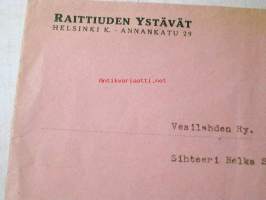 RAITTIUDEN YSTÄVÄT
HELSINKI K. - ANNANKATU 29
Antikvariaatti.net
Vesilahden Ry.
Sihteeri Helka S